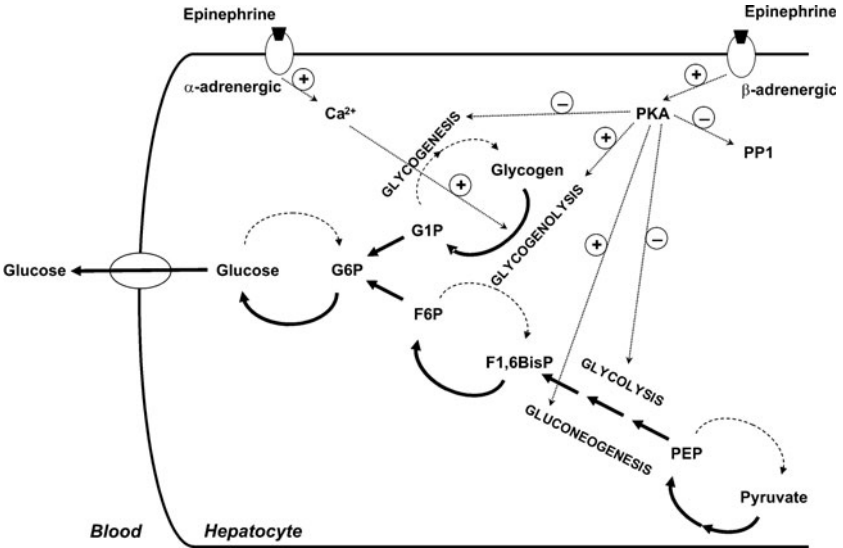 Epinephrine
Epinephrine
α-adrenergic
+
Ca²⁺
+
β-adrenergic
PKA
−
−
PP1
+
GLYCOGENESIS
Glycogen
+
GLYCOGENOLYSIS
G1P
+
−
Glucose
Glucose
G6P
F6P
F1,6BisP
GLYCOLYSIS
GLUCONEOGENESIS
PEP
Pyruvate
Blood
Hepatocyte